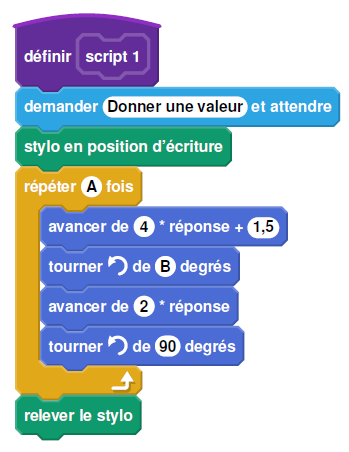 définir script 1
demander Donner une valeur et attendre
stylo en position d'écriture
répéter A fois
avancer de 4 * réponse + 1,5
tourner de B degrés
avancer de 2 * réponse
tourner de 90 degrés
relever le stylo